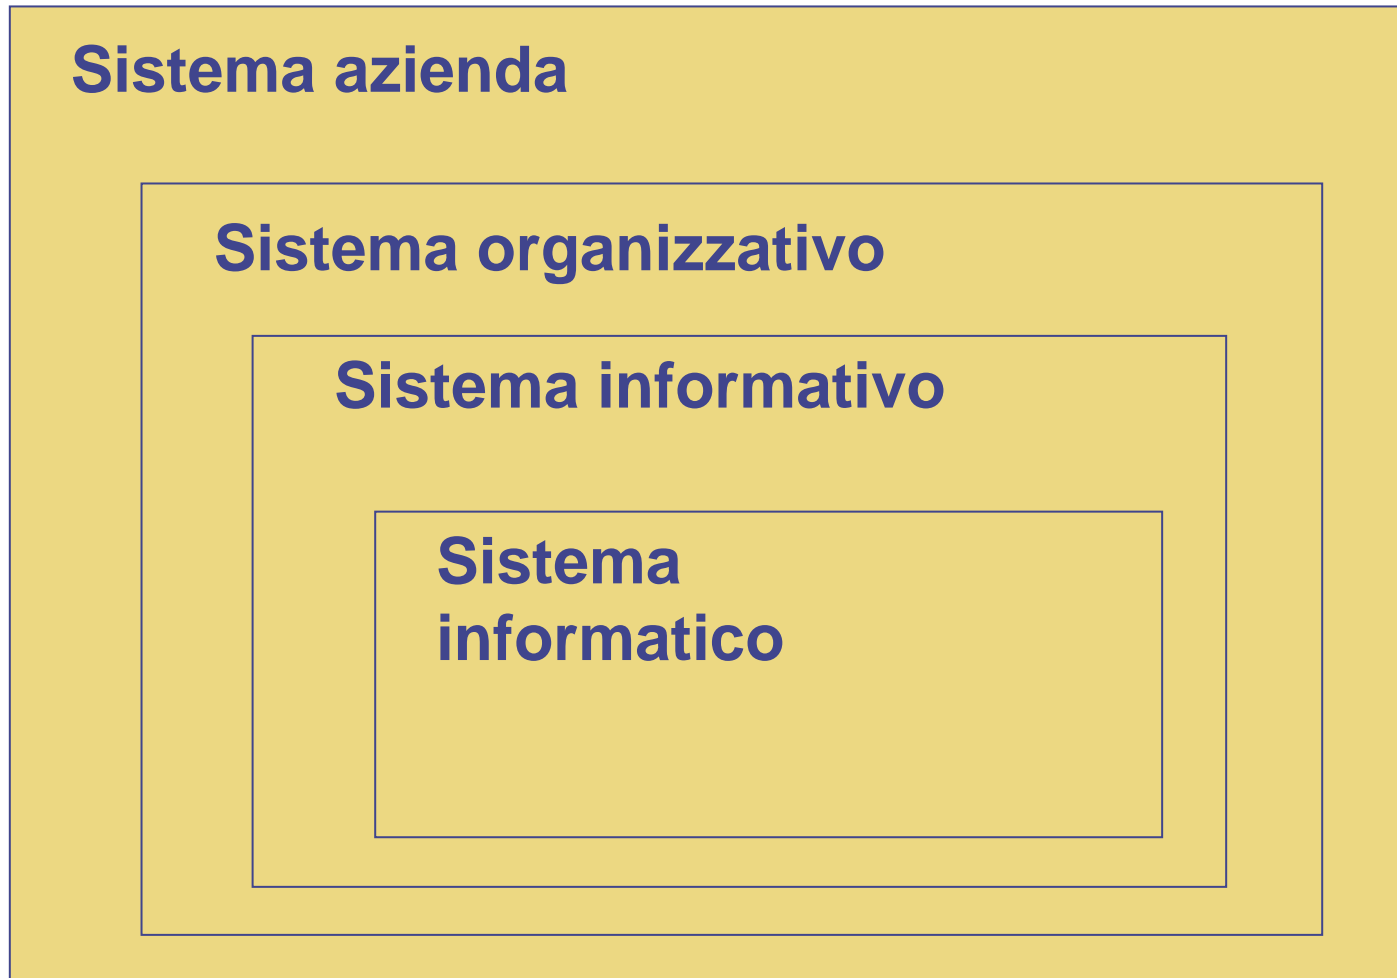 Sistema azienda
Sistema organizzativo
Sistema informativo
Sistema
informatico